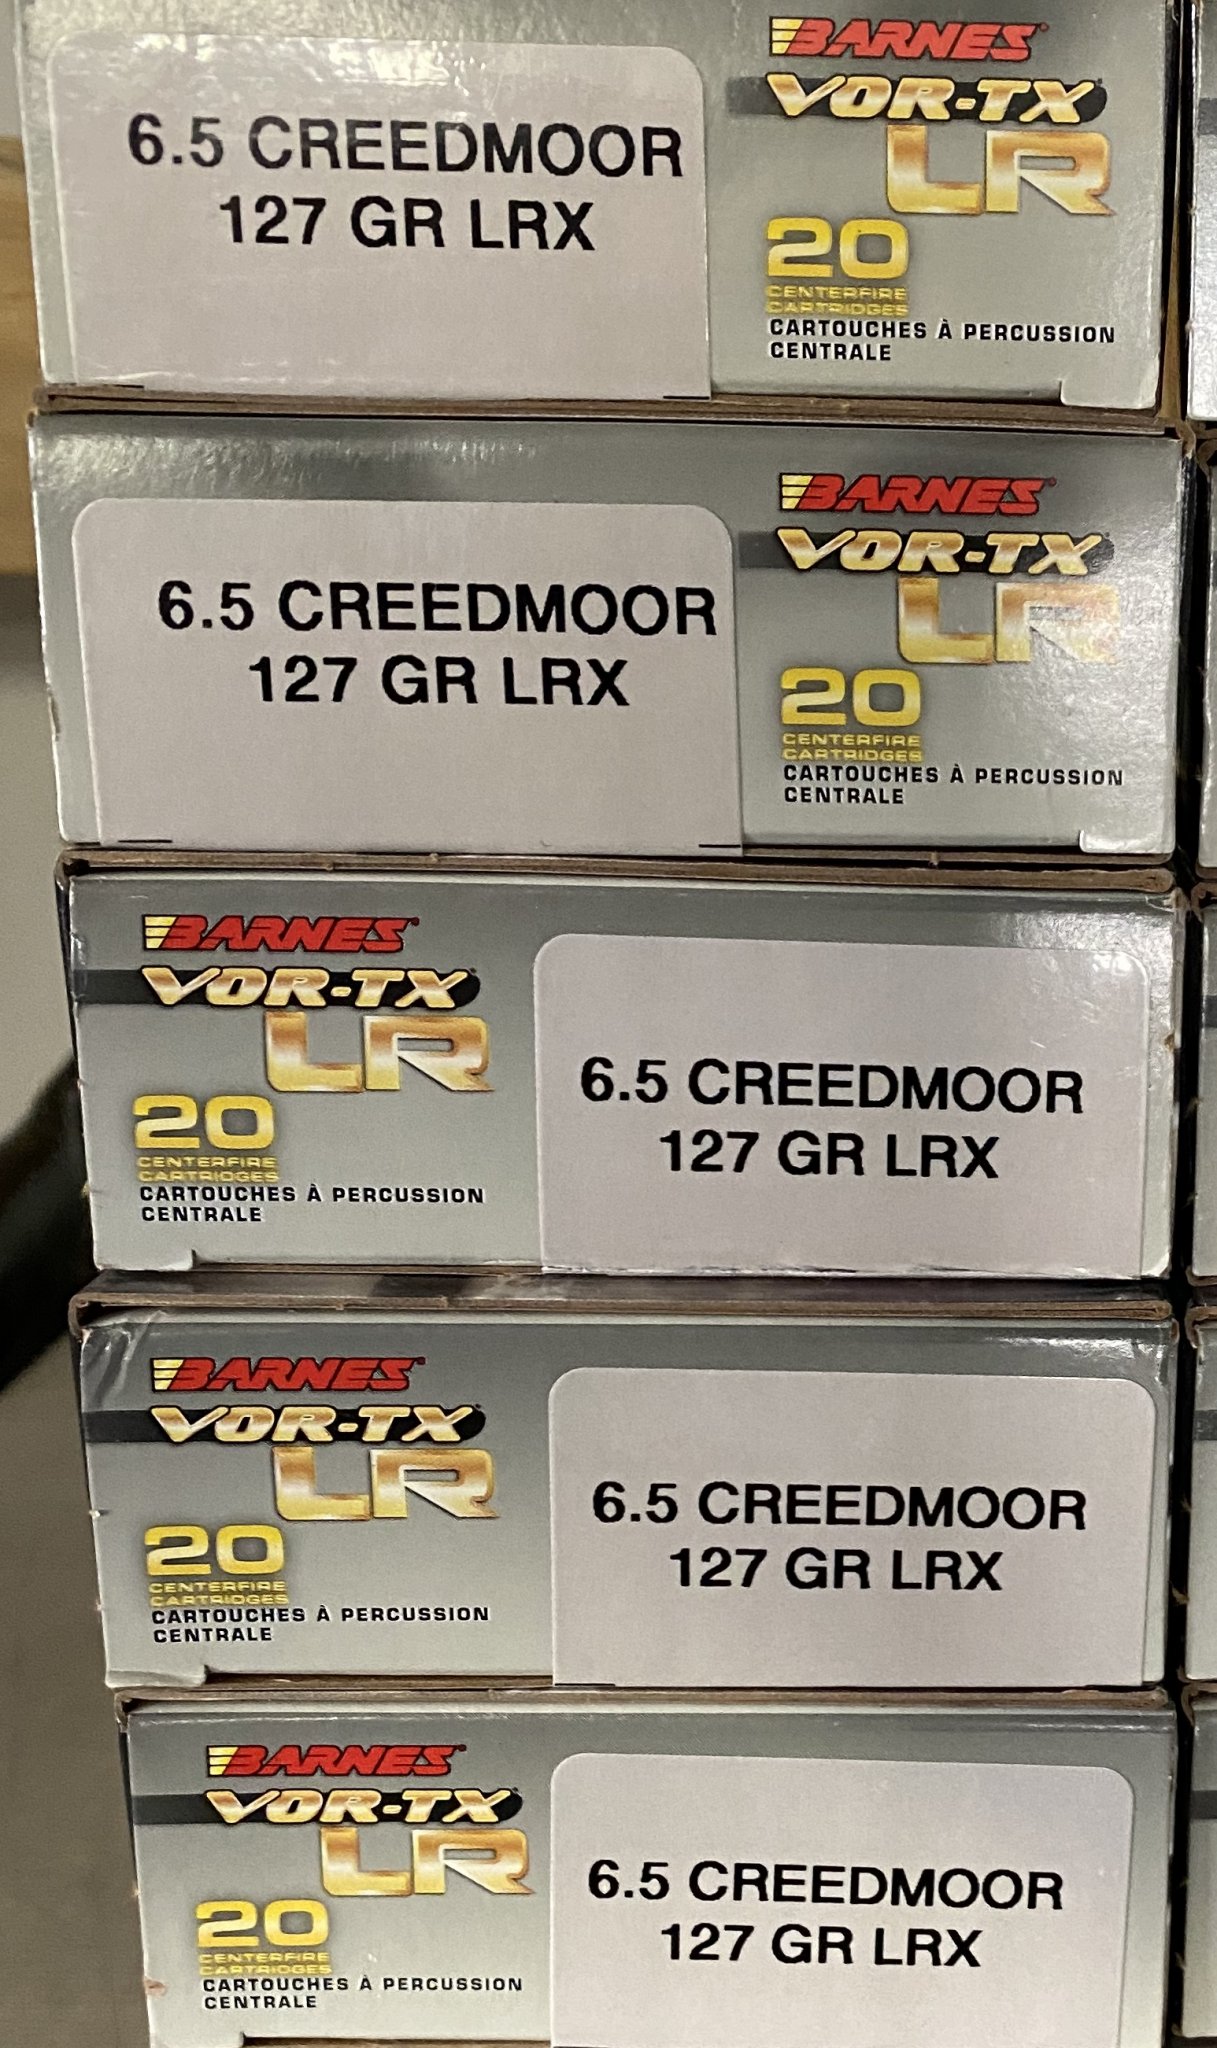 6.5 CREEDMOOR
127 GR LRX
BARNES
VOR-TX
LR
20
CENTERFIRE
CARTRIDGES
CARTOUCHES À PERCUSSION
CENTRALE
6.5 CREEDMOOR
127 GR LRX
BARNES
VOR-TX
LR
20
CENTERFIRE
CARTRIDGES
CARTOUCHES À PERCUSSION
CENTRALE
BARNES
VOR-TX
LR
20
CENTERFIRE
CARTRIDGES
CARTOUCHES À PERCUSSION
CENTRALE
6.5 CREEDMOOR
127 GR LRX
BARNES
VOR-TX
LR
20
CENTERFIRE
CARTRIDGES
CARTOUCHES À PERCUSSION
CENTRALE
6.5 CREEDMOOR
127 GR LRX
BARNES
VOR-TX
LR
20
CENTERFIRE
CARTRIDGES
CARTOUCHES À PERCUSSION
CENTRALE
6.5 CREEDMOOR
127 GR LRX